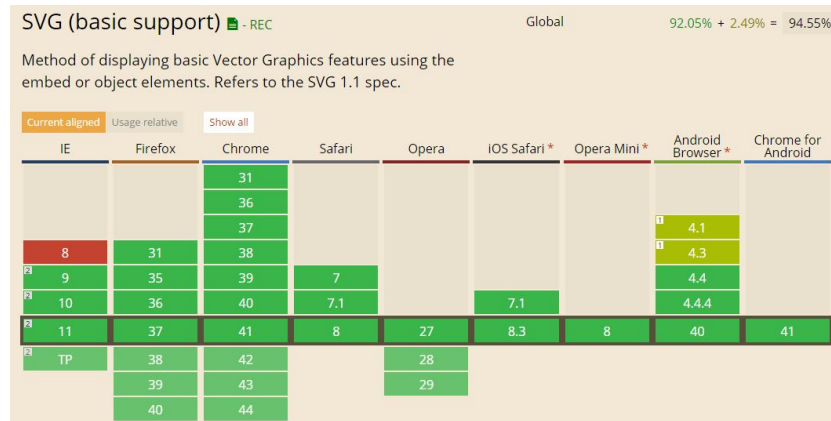 SVG (basic support) - REC Global 92.05% + 2.49% = 94.55%
Method of displaying basic Vector Graphics features using the
embed or object elements. Refers to the SVG 1.1 spec.
Current aligned Usage relative Show all
IE Firefox Chrome Safari Opera iOS Safari * Opera Mini * Android Browser * Chrome for Android
31
36
37 1 4.1
8 31 38 1 4.3
2 9 35 39 7 4.4
2 10 36 40 7.1 7.1 4.4.4
2 11 37 41 8 27 8.3 8 40 41
2 TP 38 42 28
39 43 29
40 44